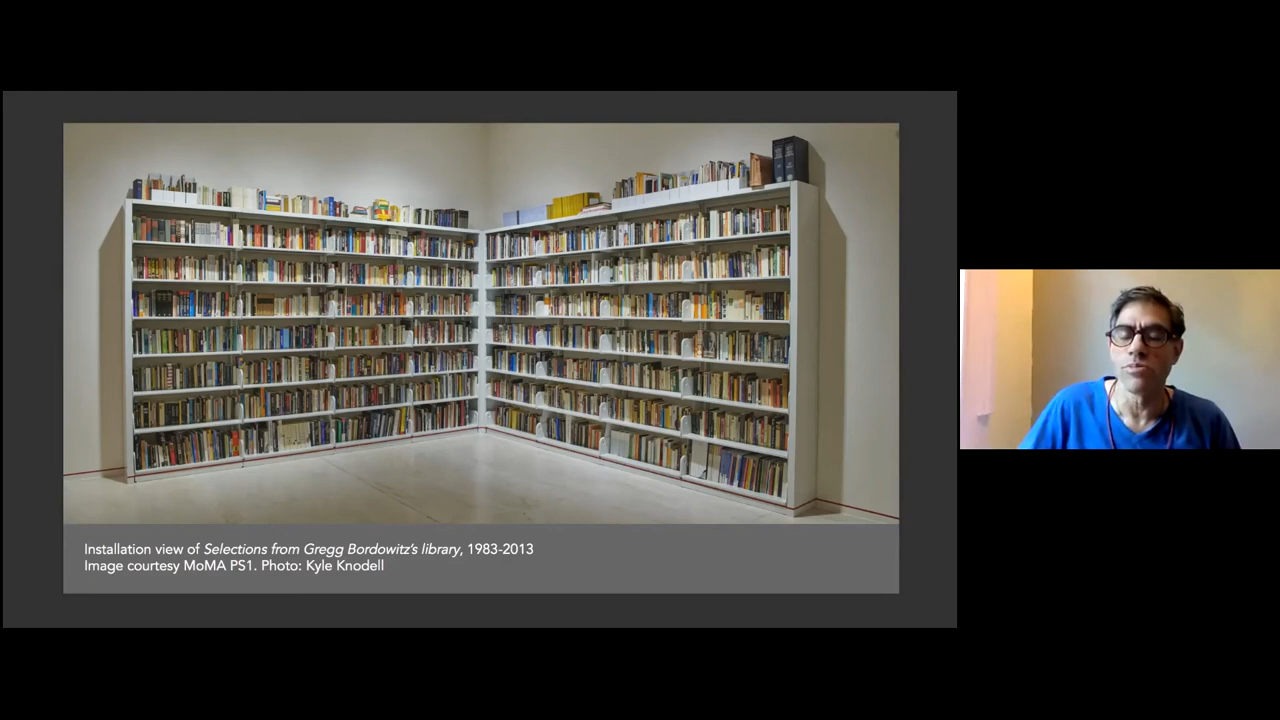 Installation view of Selections from Gregg Bordowitz's library, 1983-2013
Image courtesy MoMA PS1. Photo: Kyle Knodell